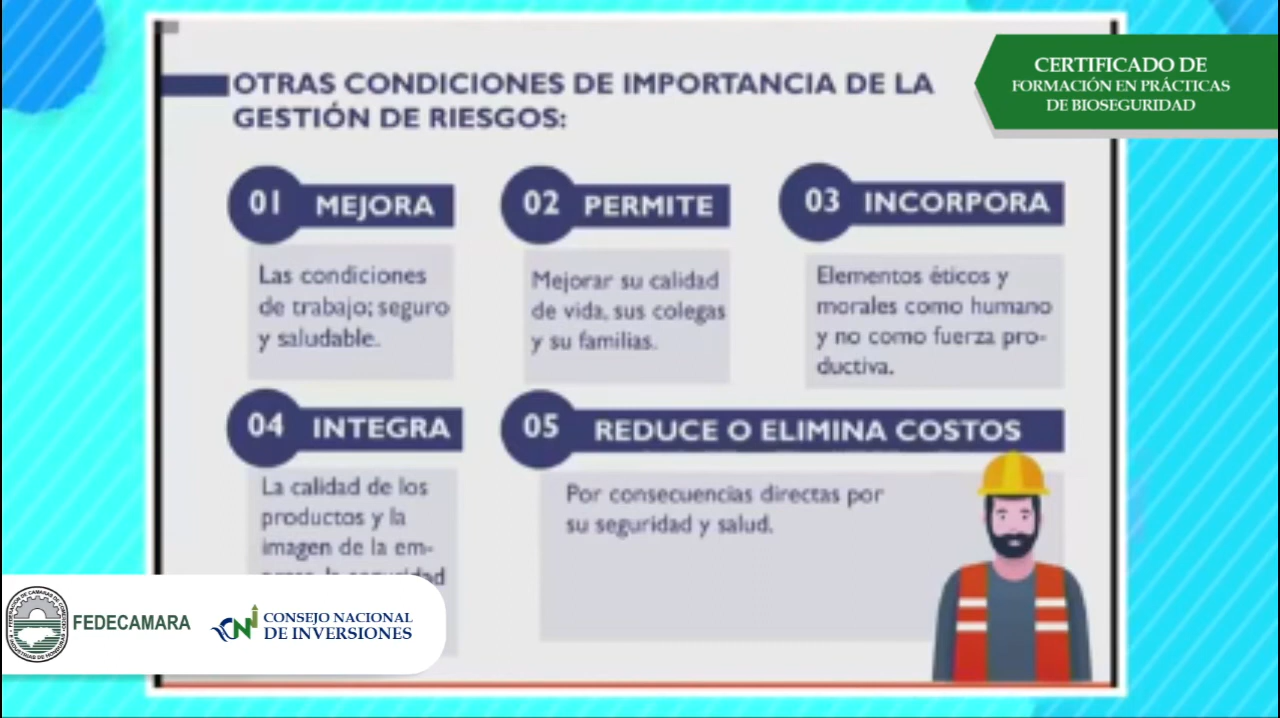 OTRAS CONDICIONES DE IMPORTANCIA DE LA
GESTIÓN DE RIESGOS:
CERTIFICADO DE
FORMACIÓN EN PRÁCTICAS
DE BIOSEGURIDAD
01 MEJORA
Las condiciones
de trabajo; seguro
y saludable.
02 PERMITE
Mejorar su calidad
de vida, sus colegas
y su familias.
03 INCORPORA
Elementos éticos y
morales como humano
y no como fuerza pro-
ductiva.
04 INTEGRA
La calidad de los
productos y la
imagen de la em-
05 REDUCE O ELIMINA COSTOS
Por consecuencias directas por
su seguridad y salud.
FEDECAMARA
CONSEJO NACIONAL
DE INVERSIONES
CNI